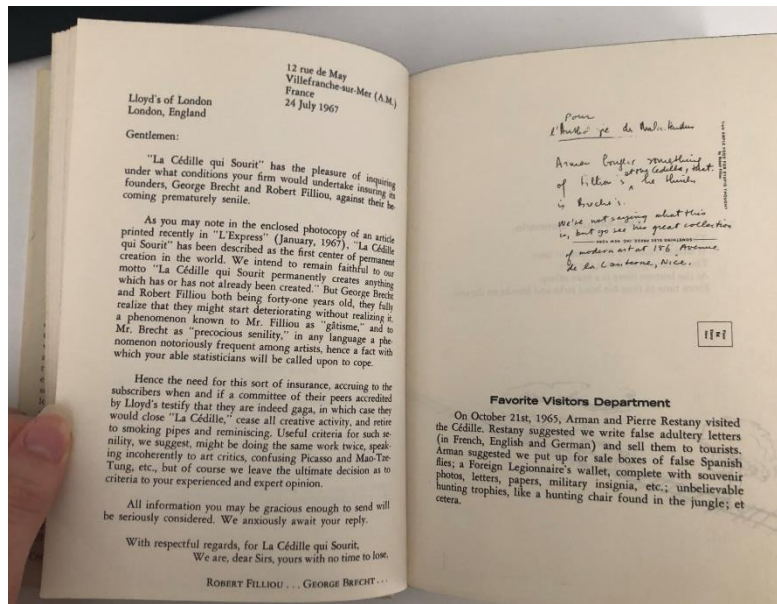 12 rue de May
Villefranche-sur-Mer (A.M.)
France
24 July 1967
Lloyd's of London
London, England
Gentlemen:
"La Cédille qui Sourit" has the pleasure of inquiring
under what conditions your firm would undertake insuring its
founders, George Brecht and Robert Filliou, against their be-
coming prematurely senile.
As you may note in the enclosed photocopy of an article
printed recently in "L'Express" (January, 1967), "La Cédille
qui Sourit" has been described as the first center of permanent
creation in the world. We intend to remain faithful to our
motto "La Cédille qui Sourit permanently creates anything
which has or has not already been created." But George Brecht
and Robert Filliou both being forty-one years old, they fully
realize that they might start deteriorating without realizing it,
a phenomenon known to Mr. Filliou as "gâtisme," and to
Mr. Brecht as "precocious senility," in any language a phe-
nomenon notoriously frequent among artists, hence a fact with
which your able statisticians will be called upon to cope.
Hence the need for this sort of insurance, accruing to the
subscribers when and if a committee of their peers accredited
by Lloyd's testify that they are indeed gaga, in which case they
would close "La Cédille," cease all creative activity, and retire
to smoking pipes and reminiscing. Useful criteria for such se-
nility, we suggest, might be doing the same work twice, speak-
ing incoherently to art critics, confusing Picasso and Mao-Tze-
Tung, etc., but of course we leave the ultimate decision as to
criteria to your experienced and expert opinion.
All information you may be gracious enough to send will
be seriously considered. We anxiously await your reply.
With respectful regards, for La Cédille qui Sourit,
We are, dear Sirs, yours with no time to lose,
ROBERT FILLIOU . . . GEORGE BRECHT . . .
Pour
de
Arman bought something
of Filliou's at the Cédille, that
he thinks
is Brecht's.
We're not saying what this
is, but go see his great collection
of modern art at 156 Avenue
de la Lanterne, Nice.
Favorite Visitors Department
On October 21st, 1965, Arman and Pierre Restany visited
the Cédille. Restany suggested we write false adultery letters
(in French, English and German) and sell them to tourists.
Arman suggested we put up for sale boxes of false Spanish
flies; a Foreign Legionnaire's wallet, complete with souvenir
photos, letters, papers, military insignia, etc.; unbelievable
hunting trophies, like a hunting chair found in the jungle; et
cetera.